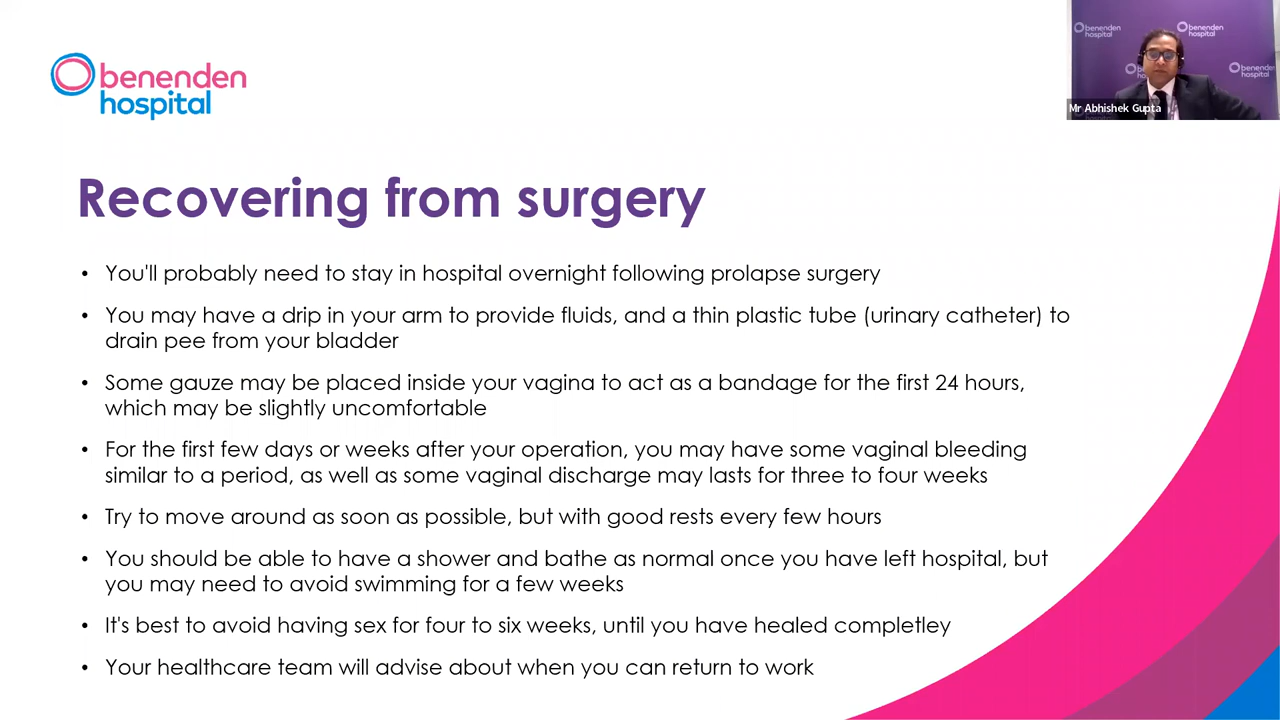 benenden
hospital
benenden
hospital
benenden
hospital
benenden
hospital
Mr Abhishek Gupta
Recovering from surgery
• You'll probably need to stay in hospital overnight following prolapse surgery
• You may have a drip in your arm to provide fluids, and a thin plastic tube (urinary catheter) to
drain pee from your bladder
• Some gauze may be placed inside your vagina to act as a bandage for the first 24 hours,
which may be slightly uncomfortable
• For the first few days or weeks after your operation, you may have some vaginal bleeding
similar to a period, as well as some vaginal discharge may lasts for three to four weeks
• Try to move around as soon as possible, but with good rests every few hours
• You should be able to have a shower and bathe as normal once you have left hospital, but
you may need to avoid swimming for a few weeks
• It's best to avoid having sex for four to six weeks, until you have healed completley
• Your healthcare team will advise about when you can return to work